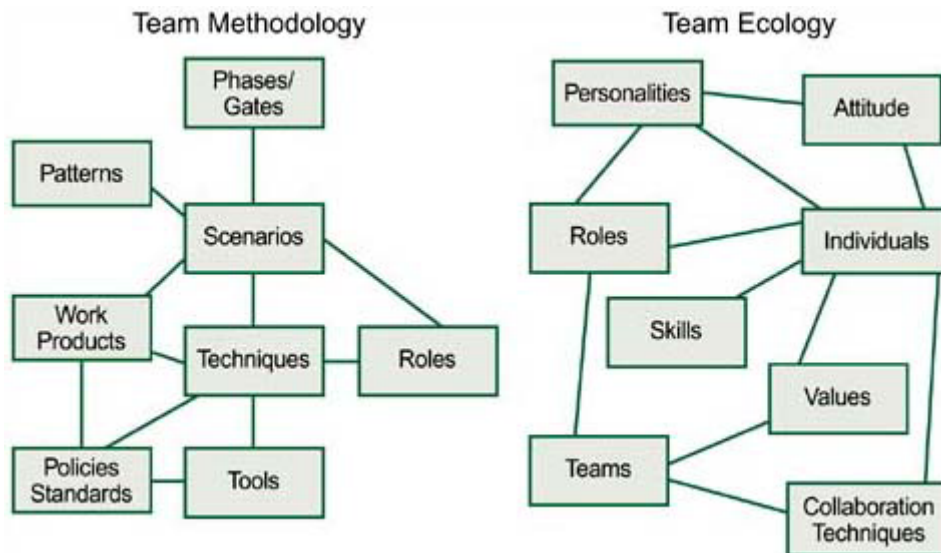 Team Methodology
Phases/
Gates
Patterns
Scenarios
Work
Products
Techniques
Roles
Policies
Standards
Tools
Team Ecology
Personalities
Attitude
Roles
Individuals
Skills
Values
Teams
Collaboration
Techniques